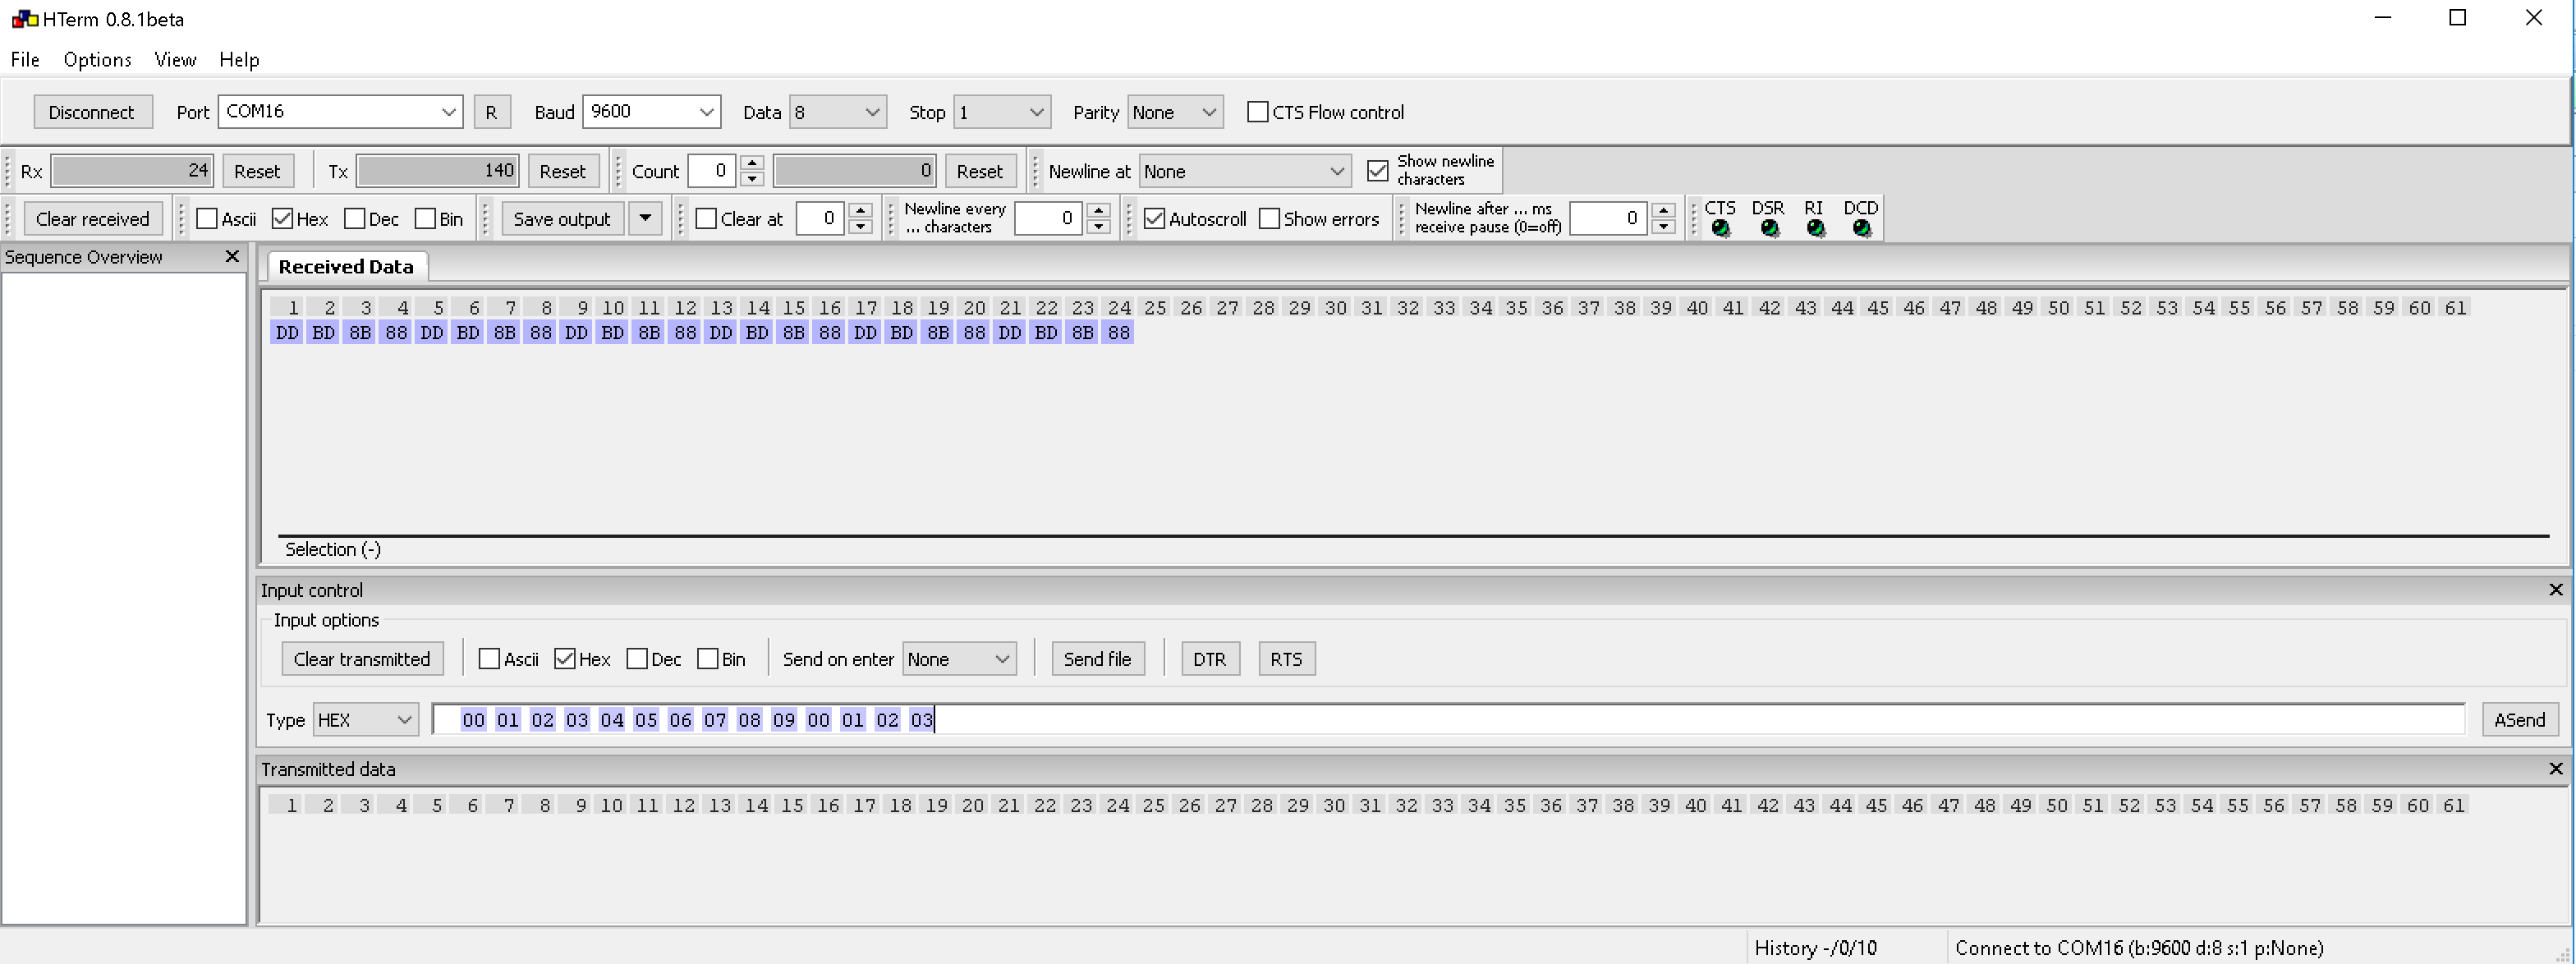 HTerm 0.8.1beta
File Options View Help
Disconnect Port COM16 R Baud 9600 Data 8 Stop 1 Parity None CTS Flow control
Rx 24 Reset Tx 140 Reset Count 0 0 Reset Newline at None Show newline characters
Clear received Ascii Hex Dec Bin Save output Clear at 0 Newline every ... characters 0 Autoscroll Show errors Newline after ... ms receive pause (0=off) 0 CTS DSR RI DCD
Sequence Overview
Received Data
1 2 3 4 5 6 7 8 9 10 11 12 13 14 15 16 17 18 19 20 21 22 23 24 25 26 27 28 29 30 31 32 33 34 35 36 37 38 39 40 41 42 43 44 45 46 47 48 49 50 51 52 53 54 55 56 57 58 59 60 61
DD BD 8B 88 DD BD 8B 88 DD BD 8B 88 DD BD 8B 88 DD BD 8B 88 DD BD 8B 88
Selection (-)
Input control
Input options
Clear transmitted Ascii Hex Dec Bin Send on enter None Send file DTR RTS
Type HEX 00 01 02 03 04 05 06 07 08 09 00 01 02 03 ASend
Transmitted data
1 2 3 4 5 6 7 8 9 10 11 12 13 14 15 16 17 18 19 20 21 22 23 24 25 26 27 28 29 30 31 32 33 34 35 36 37 38 39 40 41 42 43 44 45 46 47 48 49 50 51 52 53 54 55 56 57 58 59 60 61
History -/0/10 Connect to COM16 (b:9600 d:8 s:1 p:None)